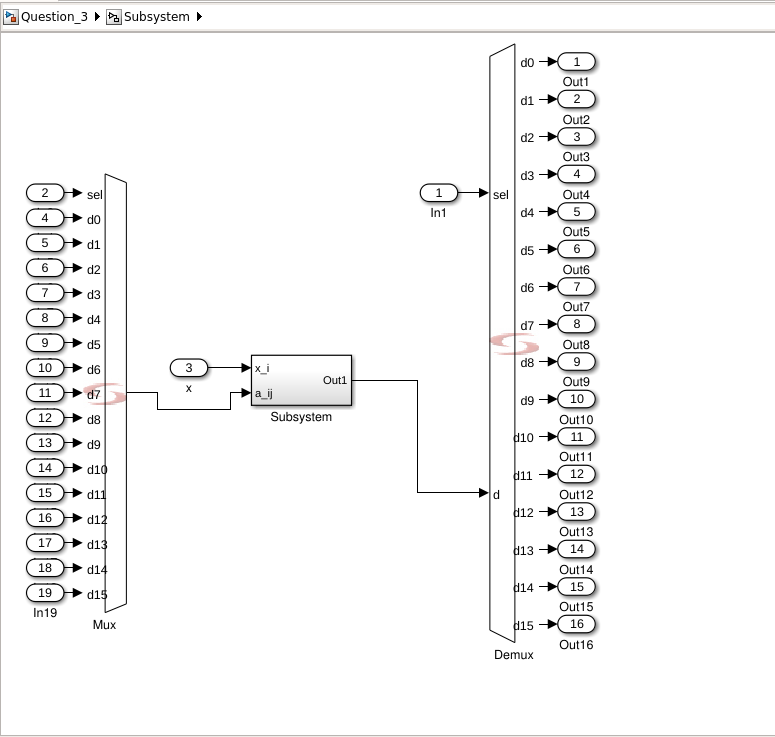 Question_3 Subsystem
2 sel
4 d0
5 d1
6 d2
7 d3
8 d4
9 d5
10 d6
11 d7
12 d8
13 d9
14 d10
15 d11
16 d12
17 d13
18 d14
19 d15
In19
Mux
3
x
x_i
a_ij
Out1
Subsystem
1
In1
sel
d
d0 1
Out1
d1 2
Out2
d2 3
Out3
d3 4
Out4
d4 5
Out5
d5 6
Out6
d6 7
Out7
d7 8
Out8
d8 9
Out9
d9 10
Out10
d10 11
Out11
d11 12
Out12
d12 13
Out13
d13 14
Out14
d14 15
Out15
d15 16
Out16
Demux